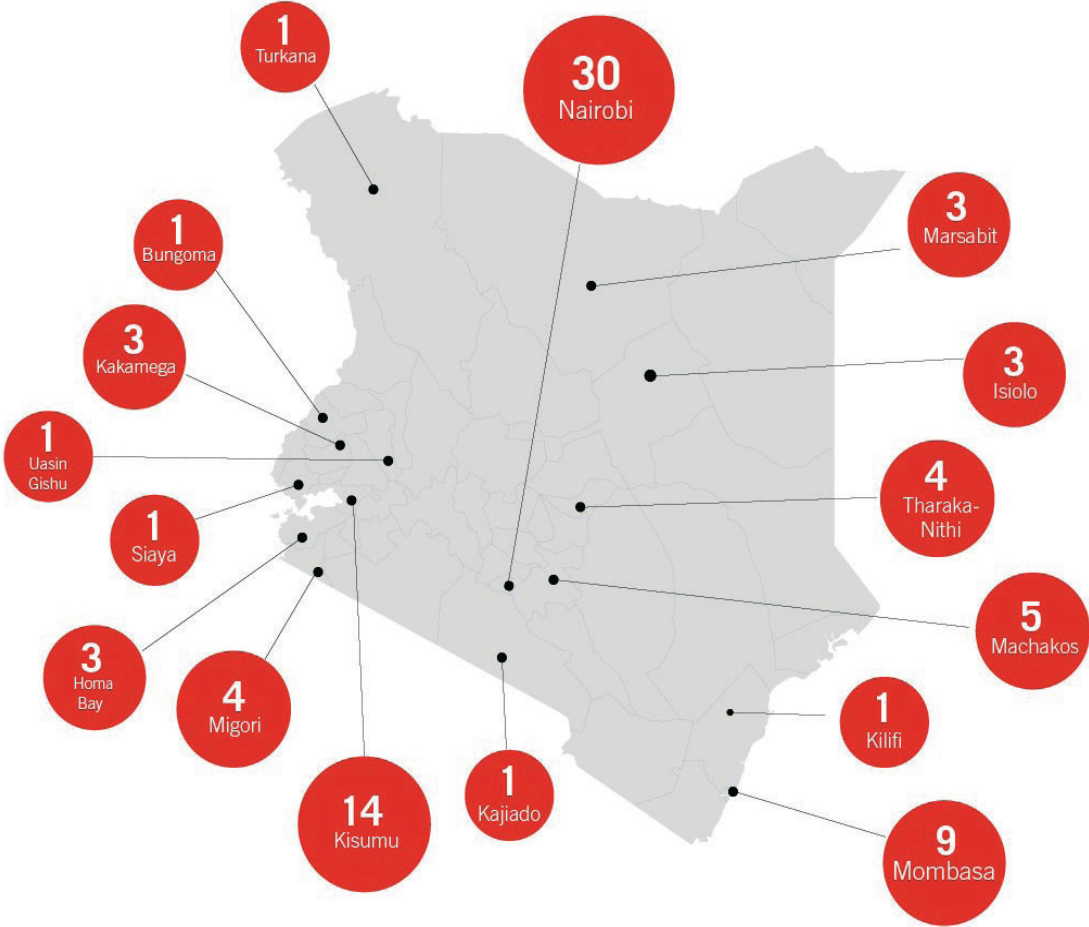 1
Turkana
30
Nairobi
3
Marsabit
1
Bungoma
3
Kakamega
3
Isiolo
1
Uasin
Gishu
4
Tharaka-
Nithi
1
Siaya
5
Machakos
3
Homa
Bay
4
Migori
1
Kilifi
14
Kisumu
1
Kajiado
9
Mombasa